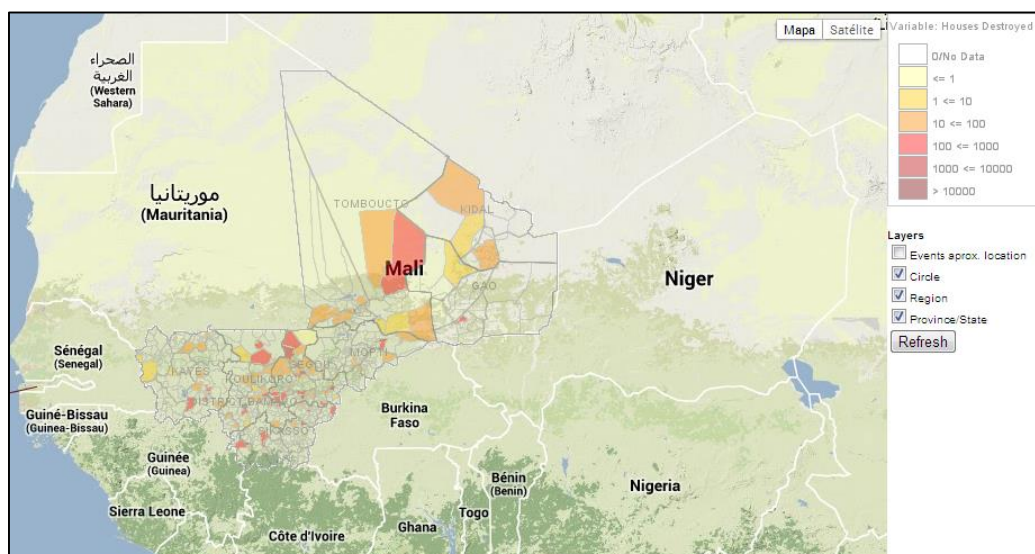 Mapa
Satélite
Variable: Houses Destroyed
0/No Data
<= 1
1 <= 10
10 <= 100
100 <= 1000
1000 <= 10000
> 10000
Layers
Events aprox. location
Circle
Region
Province/State
Refresh
الصحراء
الغربية
(Western
Sahara)
موريتانيا
(Mauritania)
TOMBOUCTO
KIDAL
Mali
Niger
GAO
MOPTI
Sénégal
(Senegal)
KAYES
SEGOU
KOULIKORO
DISTRICT BAMAKO
SIKASSO
Guiné-Bissau
(Guinea-Bissau)
Burkina
Faso
Guinée
(Guinea)
Bénin
(Benin)
Nigeria
Sierra Leone
Togo
Ghana
Côte d'Ivoire